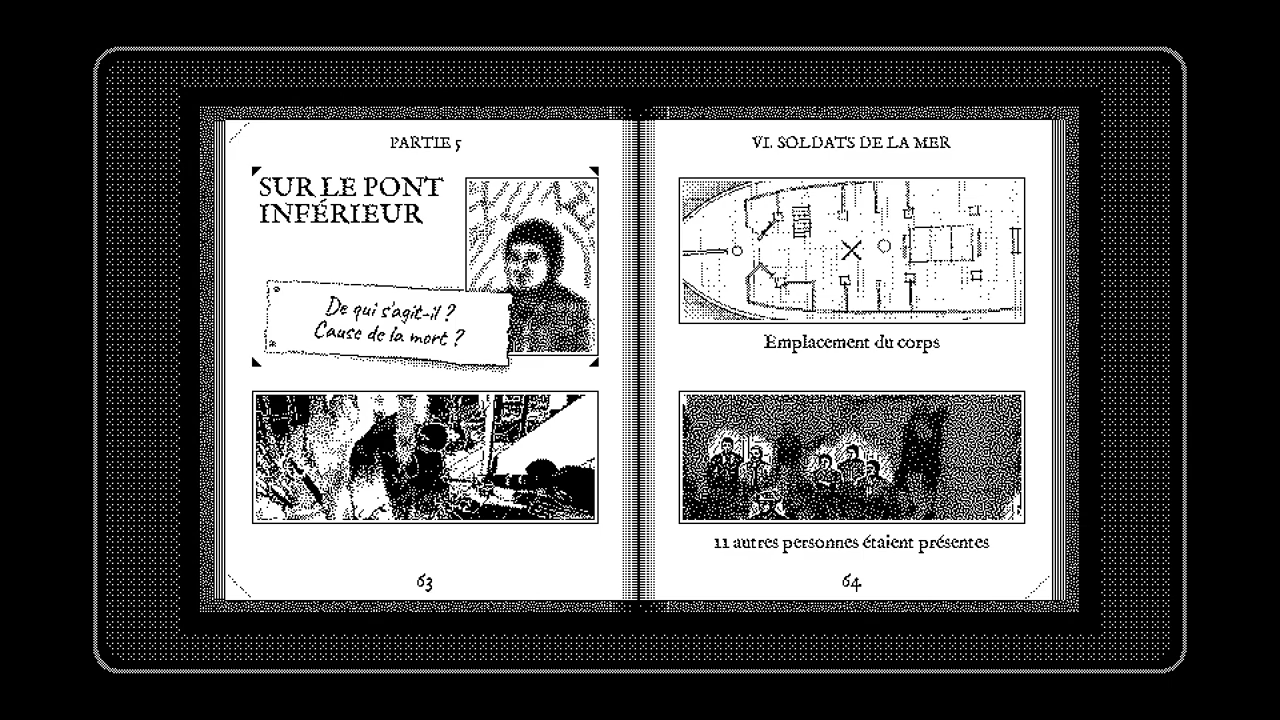 PARTIE 5
SUR LE PONT
INFÉRIEUR
De qui s'agit-il ?
Cause de la mort ?
63
VI. SOLDATS DE LA MER
Emplacement du corps
11 autres personnes étaient présentes
64